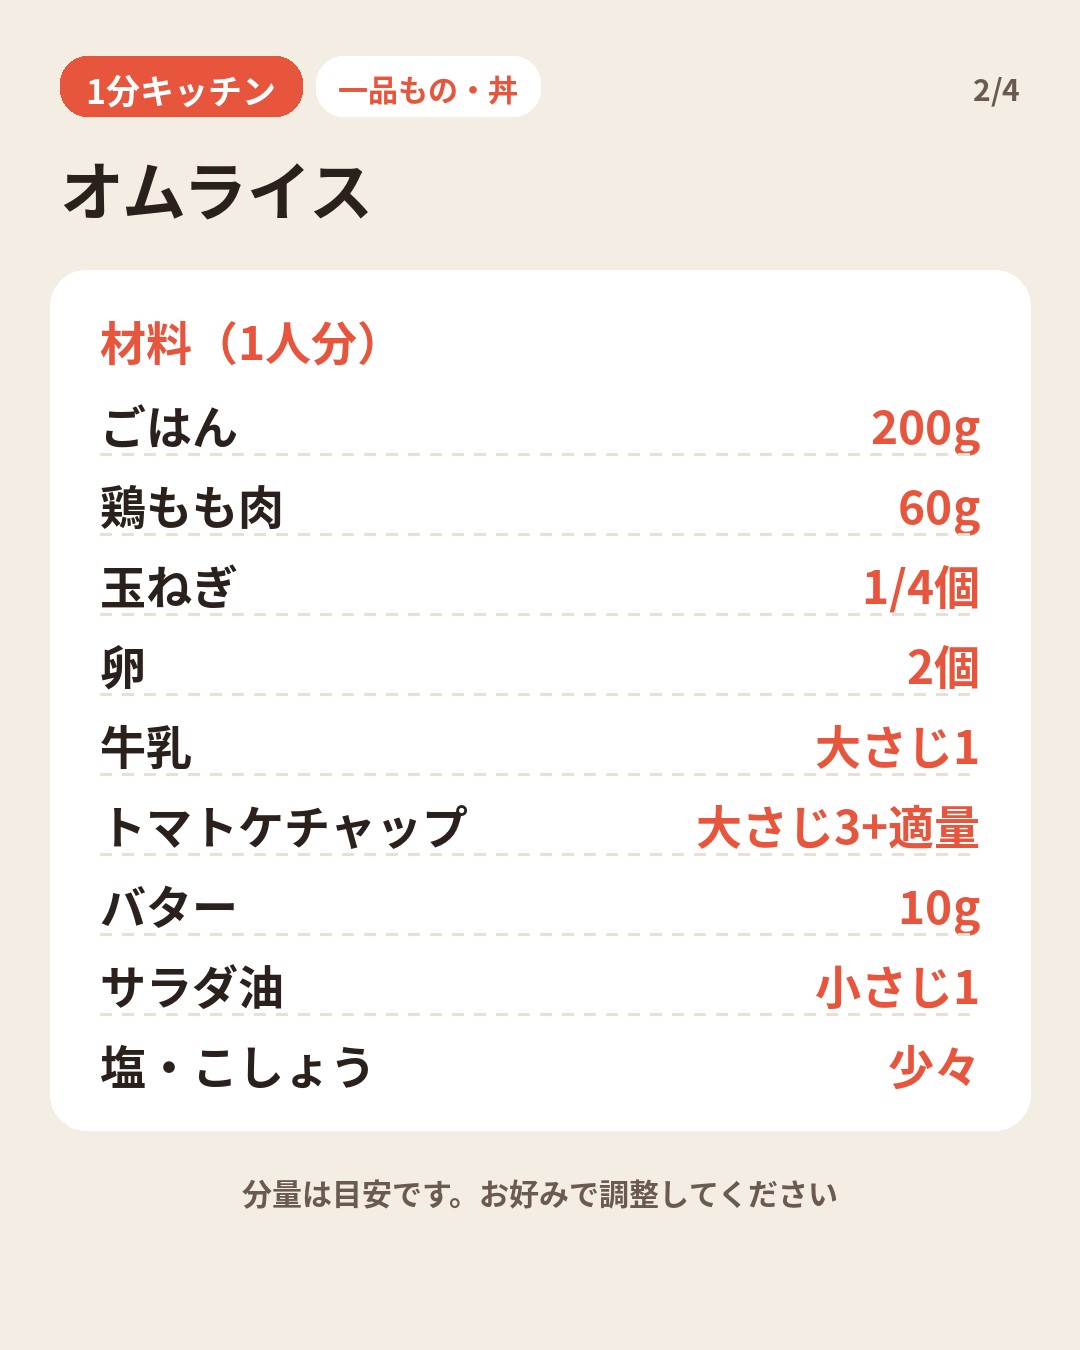 1分キッチン 一品もの・丼 2/4
オムライス
材料（1人分）
ごはん 200g
鶏もも肉 60g
玉ねぎ 1/4個
卵 2個
牛乳 大さじ1
トマトケチャップ 大さじ3+適量
バター 10g
サラダ油 小さじ1
塩・こしょう 少々
分量は目安です。お好みで調整してください